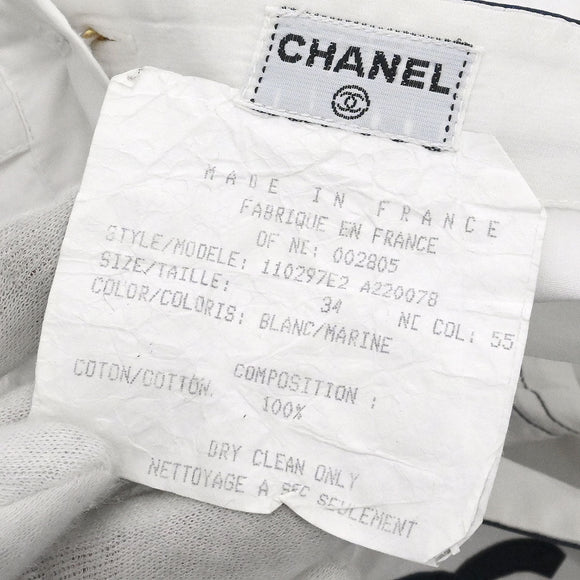 CHANEL
MADE IN FRANCE
FABRIQUE EN FRANCE
OF NE: 002805
STYLE/MODELE: 110297E2 A220078
SIZE/TAILLE: 34 NC COL: 55
COLOR/COLORIS: BLANC/MARINE
COMPOSITION :
COTON/COTTON. 100%
DRY CLEAN ONLY
NETTOYAGE A SEC SEULEMENT